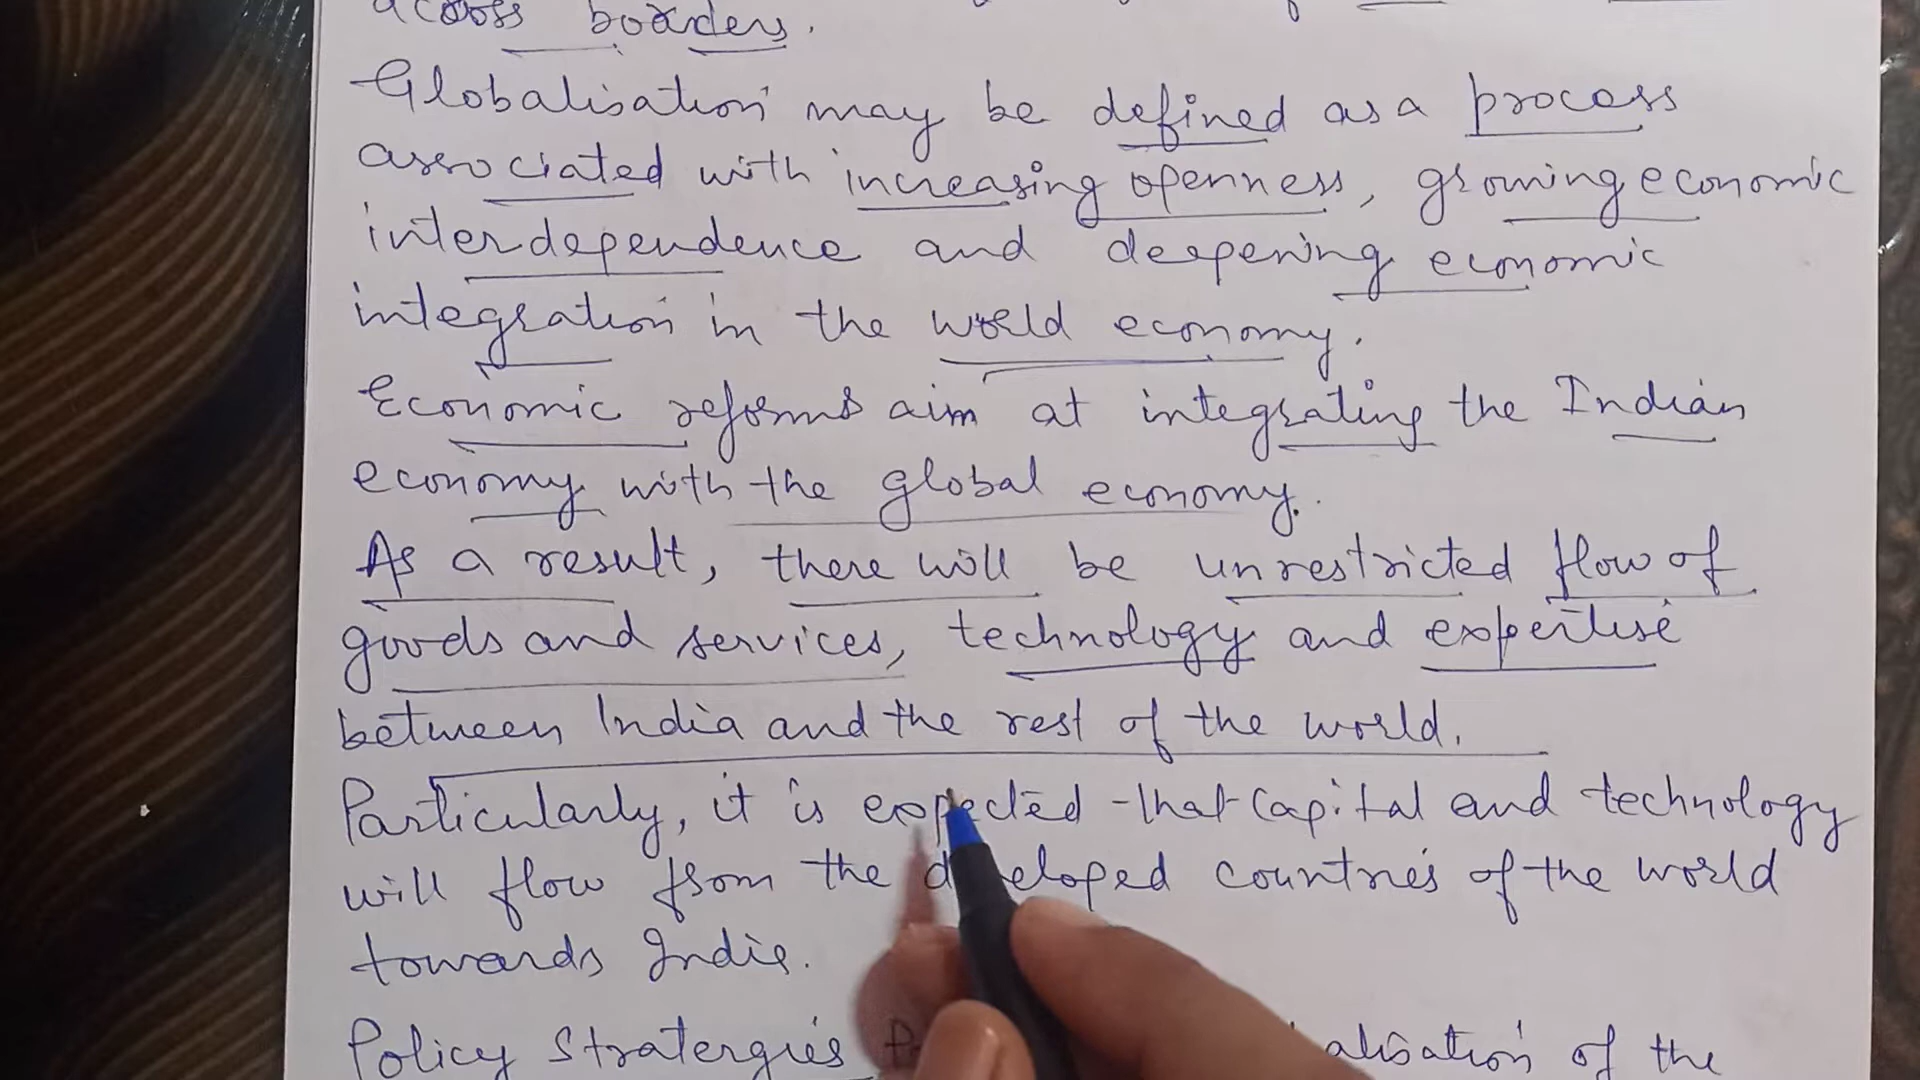 across boarders.
Globalisation may be defined as a process
associated with increasing openness, growing economic
interdependence and deepening economic
integration in the world economy.
Economic reforms aim at integrating the Indian
economy with the global economy.
As a result, there will be unrestricted flow of
goods and services, technology and expertise
between India and the rest of the world.
Particularly, it is expected that capital and technology
will flow from the developed countries of the world
towards India.
Policy Stratergies of the